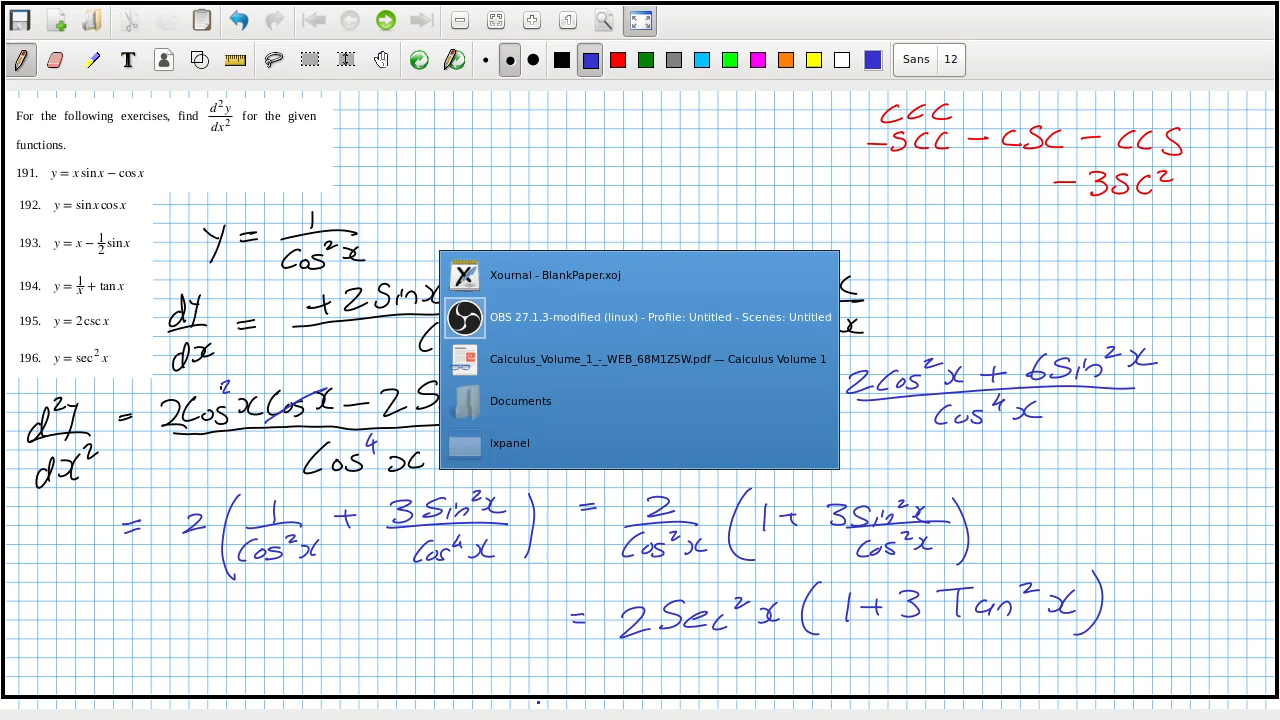 Sans 12
For the following exercises, find d²y/dx² for the given
functions.
191. y = x sin x − cos x
192. y = sin x cos x
193. y = x − 1/2 sin x
194. y = 1/x + tan x
195. y = 2 csc x
196. y = sec² x
CCC
−SCC − CSC − CCS
− 3SC²
y = 1/Cos²x
dy/dx = +2Sinx
Xournal - BlankPaper.xoj
OBS 27.1.3-modified (linux) - Profile: Untitled - Scenes: Untitled
Calculus_Volume_1_-_WEB_68M1Z5W.pdf — Calculus Volume 1
Documents
lxpanel
d²y/dx² = 2Cos²x Cosx − 2S / Cos⁴x
2Cos²x + 6Sin²x / Cos⁴x
= 2(1/Cos²x + 3Sin²x/Cos⁴x) = 2/Cos²x (1 + 3Sin²x/Cos²x)
= 2Sec²x (1 + 3Tan²x)